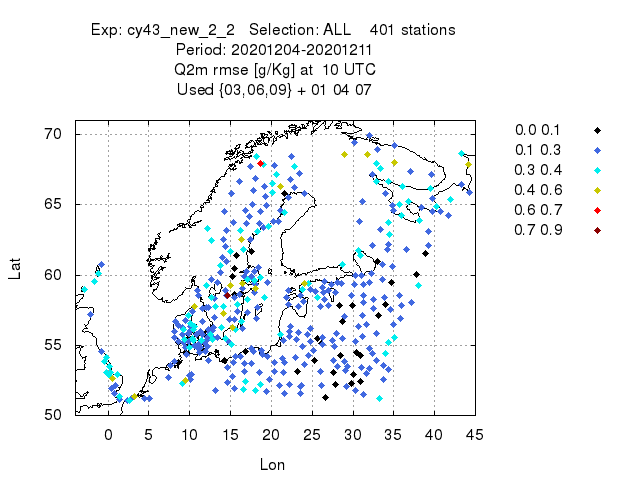 Exp: cy43_new_2_2 Selection: ALL 401 stations
Period: 20201204-20201211
Q2m rmse [g/Kg] at 10 UTC
Used {03,06,09} + 01 04 07
70
65
60
55
50
Lat
0 5 10 15 20 25 30 35 40 45
Lon
0.0 0.1
0.1 0.3
0.3 0.4
0.4 0.6
0.6 0.7
0.7 0.9